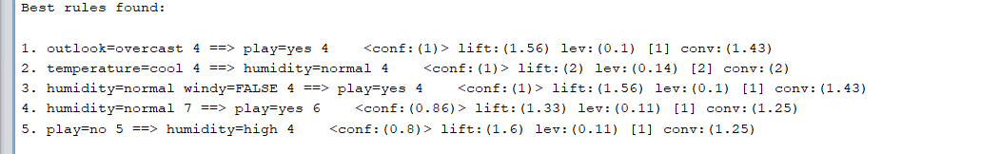 Best rules found:
1. outlook=overcast 4 ==> play=yes 4    <conf:(1)> lift:(1.56) lev:(0.1) [1] conv:(1.43)
2. temperature=cool 4 ==> humidity=normal 4    <conf:(1)> lift:(2) lev:(0.14) [2] conv:(2)
3. humidity=normal windy=FALSE 4 ==> play=yes 4    <conf:(1)> lift:(1.56) lev:(0.1) [1] conv:(1.43)
4. humidity=normal 7 ==> play=yes 6    <conf:(0.86)> lift:(1.33) lev:(0.11) [1] conv:(1.25)
5. play=no 5 ==> humidity=high 4    <conf:(0.8)> lift:(1.6) lev:(0.11) [1] conv:(1.25)